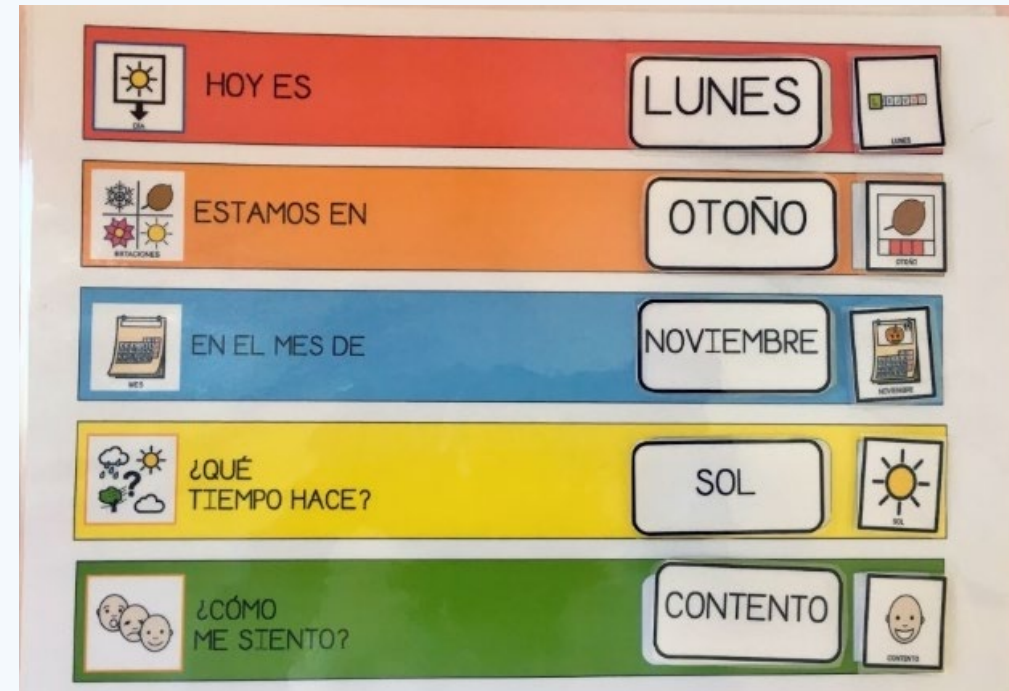 HOY ES
LUNES
DÍA
LUNES
ESTAMOS EN
OTOÑO
ESTACIONES
OTOÑO
EN EL MES DE
NOVIEMBRE
MES
NOVIEMBRE
¿QUÉ
TIEMPO HACE?
SOL
SOL
¿CÓMO
ME SIENTO?
CONTENTO
CONTENTO